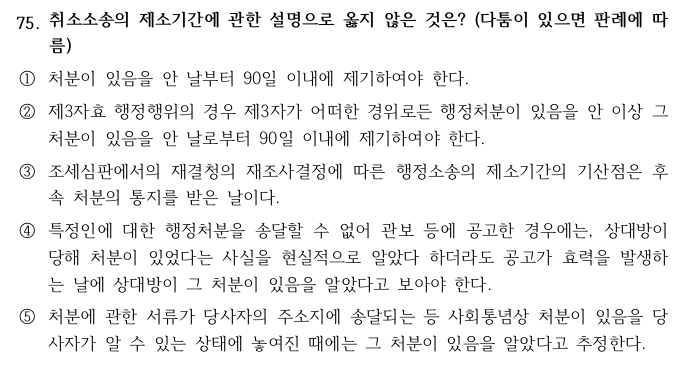 75. 취소소송의 제소기간에 관한 설명으로 옳지 않은 것은? (다툼이 있으면 판례에 따
름)
① 처분이 있음을 안 날부터 90일 이내에 제기하여야 한다.
② 제3자효 행정행위의 경우 제3자가 어떠한 경위로든 행정처분이 있음을 안 이상 그
처분이 있음을 안 날로부터 90일 이내에 제기하여야 한다.
③ 조세심판에서의 재결청의 재조사결정에 따른 행정소송의 제소기간의 기산점은 후
속 처분의 통지를 받은 날이다.
④ 특정인에 대한 행정처분을 송달할 수 없어 관보 등에 공고한 경우에는, 상대방이
당해 처분이 있었다는 사실을 현실적으로 알았다 하더라도 공고가 효력을 발생하
는 날에 상대방이 그 처분이 있음을 알았다고 보아야 한다.
⑤ 처분에 관한 서류가 당사자의 주소지에 송달되는 등 사회통념상 처분이 있음을 당
사자가 알 수 있는 상태에 놓여진 때에는 그 처분이 있음을 알았다고 추정한다.